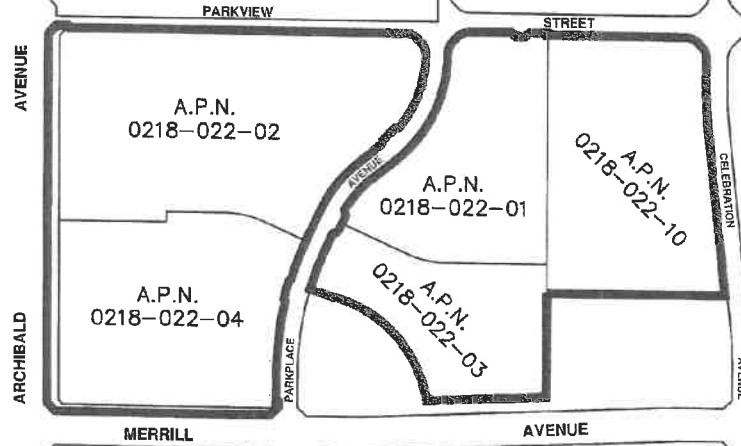 PARKVIEW
STREET
AVENUE
A.P.N.
0218-022-02
AVENUE
A.P.N.
0218-022-01
A.P.N.
0218-022-10
CELEBRATION
A.P.N.
0218-022-04
A.P.N.
0218-022-03
ARCHIBALD
PARKPLACE
AVENUE
MERRILL
AVENUE